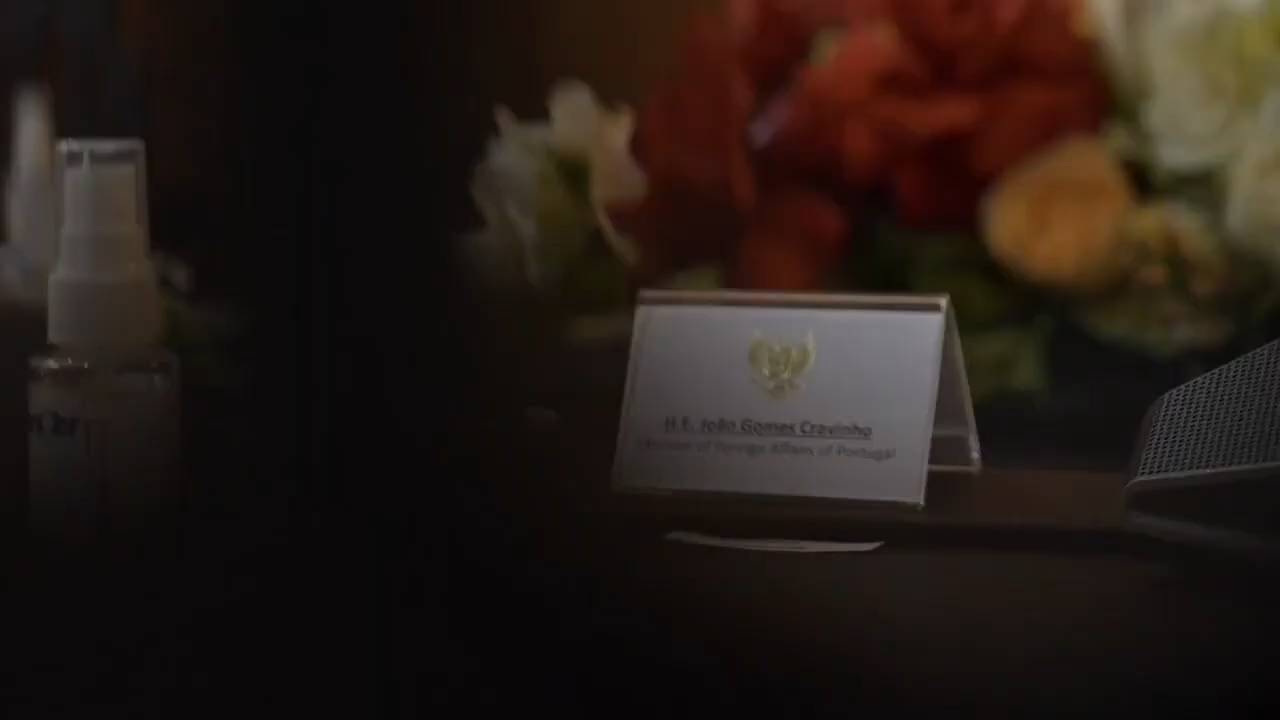 H.E. João Gomes Cravinho
Minister of Foreign Affairs of Portugal